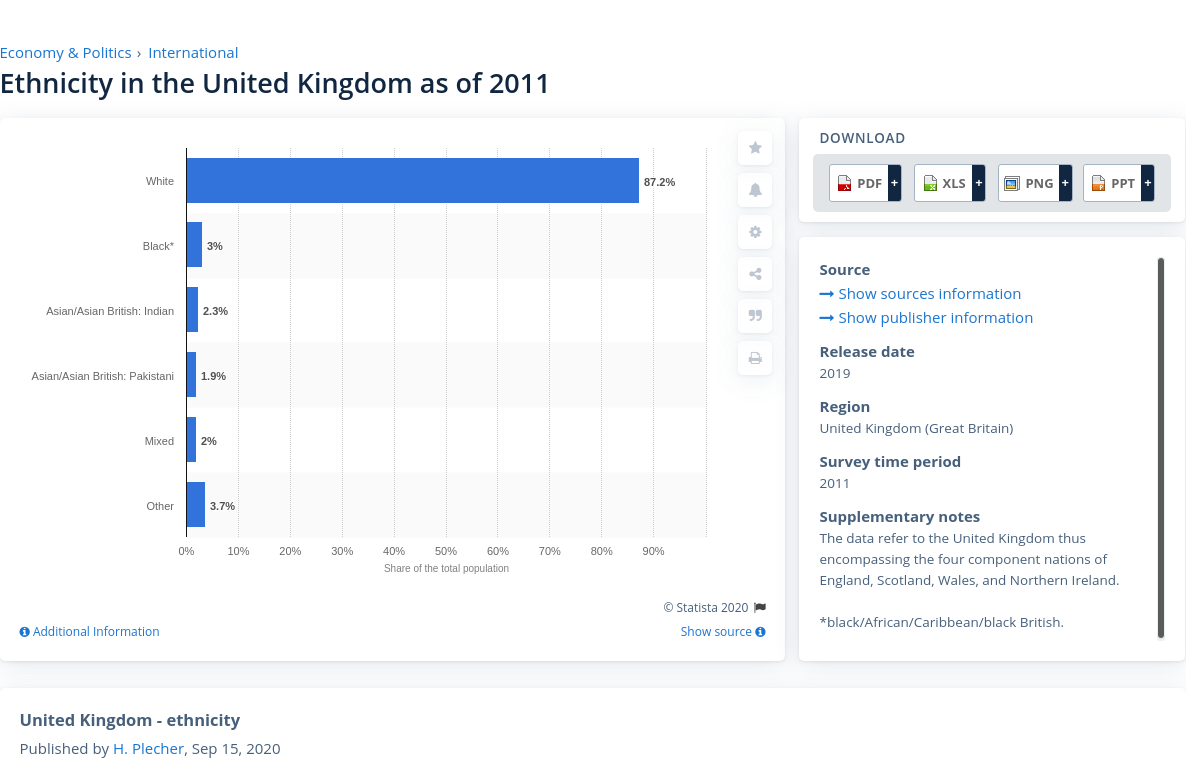 Economy & Politics › International
Ethnicity in the United Kingdom as of 2011
White
87.2%
Black*
3%
Asian/Asian British: Indian
2.3%
Asian/Asian British: Pakistani
1.9%
Mixed
2%
Other
3.7%
0% 10% 20% 30% 40% 50% 60% 70% 80% 90%
Share of the total population
© Statista 2020
Additional Information
Show source
DOWNLOAD
PDF + XLS + PNG + PPT +
Source
Show sources information
Show publisher information
Release date
2019
Region
United Kingdom (Great Britain)
Survey time period
2011
Supplementary notes
The data refer to the United Kingdom thus
encompassing the four component nations of
England, Scotland, Wales, and Northern Ireland.
*black/African/Caribbean/black British.
United Kingdom - ethnicity
Published by H. Plecher, Sep 15, 2020